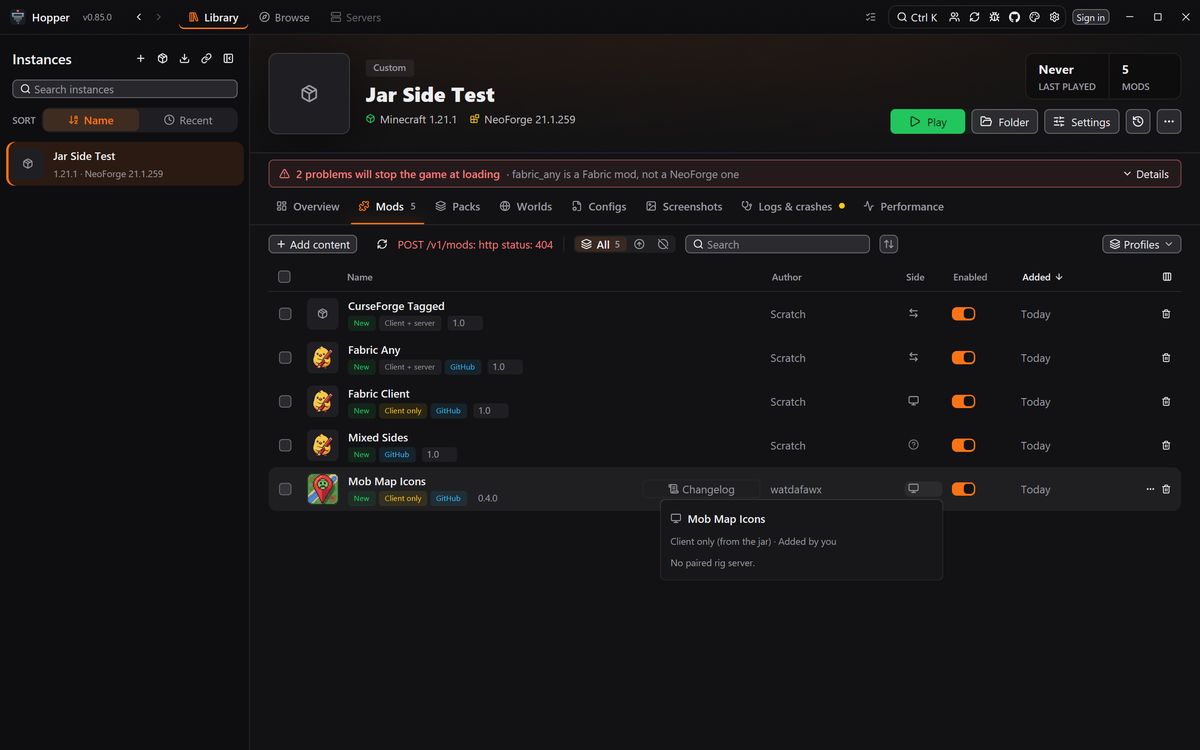 Hopper v0.85.0 Library Browse Servers Ctrl K Sign in
Instances
Search instances
SORT Name Recent
Jar Side Test
1.21.1 · NeoForge 21.1.259
Custom
Jar Side Test
Minecraft 1.21.1 NeoForge 21.1.259
Never
LAST PLAYED
5
MODS
Play Folder Settings
2 problems will stop the game at loading · fabric_any is a Fabric mod, not a NeoForge one Details
Overview Mods 5 Packs Worlds Configs Screenshots Logs & crashes Performance
Add content POST /v1/mods: http status: 404 All 5 Search Profiles
Name Author Side Enabled Added
CurseForge Tagged
New Client + server 1.0
Scratch Today
Fabric Any
New Client + server GitHub 1.0
Scratch Today
Fabric Client
New Client only GitHub 1.0
Scratch Today
Mixed Sides
New GitHub 1.0
Scratch Today
Mob Map Icons
New Client only GitHub 0.4.0
Changelog watdafawx Today
Mob Map Icons
Client only (from the jar) · Added by you
No paired rig server.